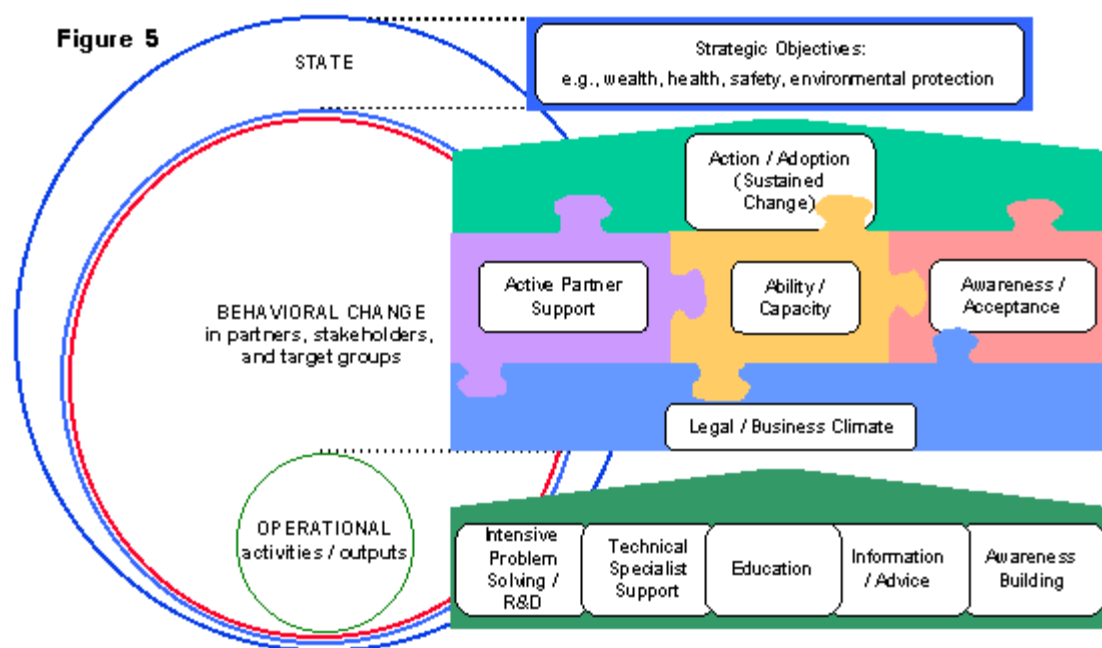 Figure 5
STATE
Strategic Objectives:
e.g., wealth, health, safety, environmental protection
Action / Adoption
(Sustained
Change)
Active Partner
Support
Ability /
Capacity
Awareness /
Acceptance
BEHAVIORAL CHANGE
in partners, stakeholders,
and target groups
Legal / Business Climate
OPERATIONAL
activities / outputs
Intensive
Problem
Solving /
R&D
Technical
Specialist
Support
Education
Information
/ Advice
Awareness
Building